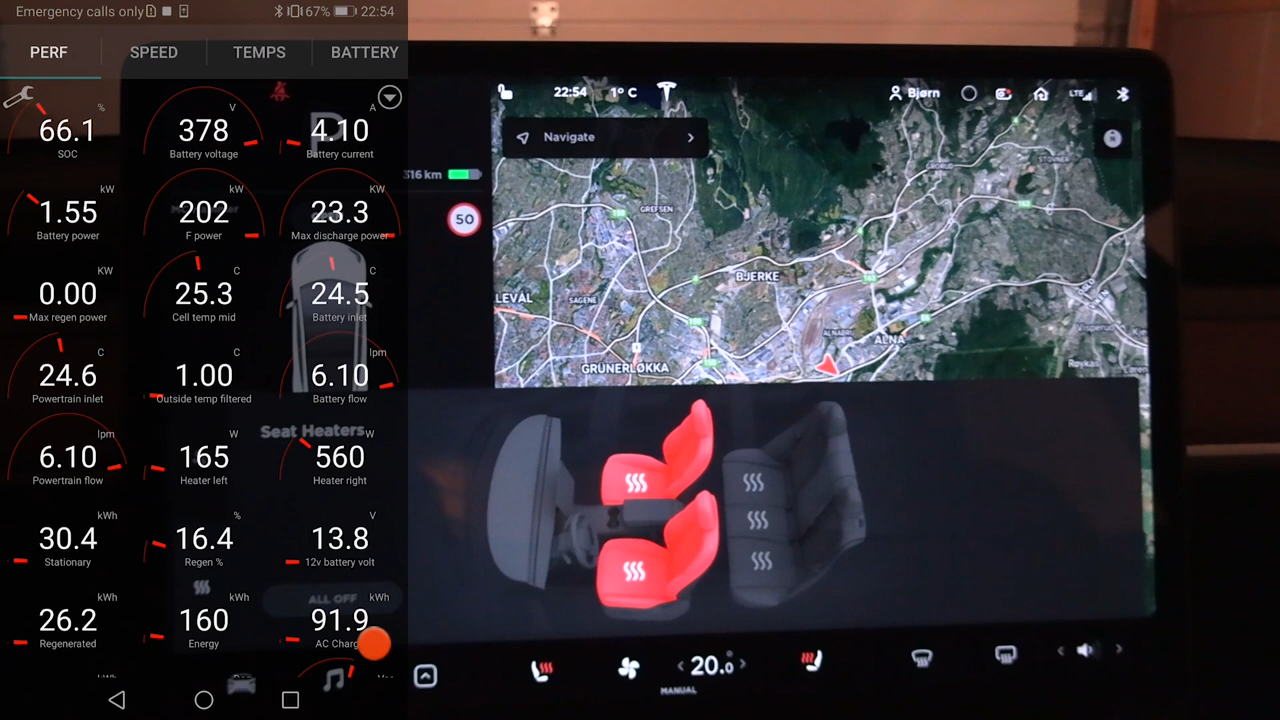 Emergency calls only
67% 22:54
PERF SPEED TEMPS BATTERY
% V A
66.1 378 4.10
SOC Battery voltage Battery current
kW kW KW
1.55 202 23.3
Battery power F power Max discharge power
KW C C
0.00 25.3 24.5
Max regen power Cell temp mid Battery inlet
C C lpm
24.6 1.00 6.10
Powertrain inlet Outside temp filtered Battery flow
lpm W W
6.10 165 560
Powertrain flow Heater left Heater right
kWh % V
30.4 16.4 13.8
Stationary Regen % 12v battery volt
kWh kWh kWh
26.2 160 91.9
Regenerated Energy AC Charg
P
Seat Heaters
ALL OFF
316 km
50
22:54 1° C
Bjørn
LTE
Navigate
GREFSEN
GRORUD
STOVNER
BJERKE
LEVAL
SAGENE
ALNABRU
ALNA
GRÜNERLØKKA
20.0
MANUAL